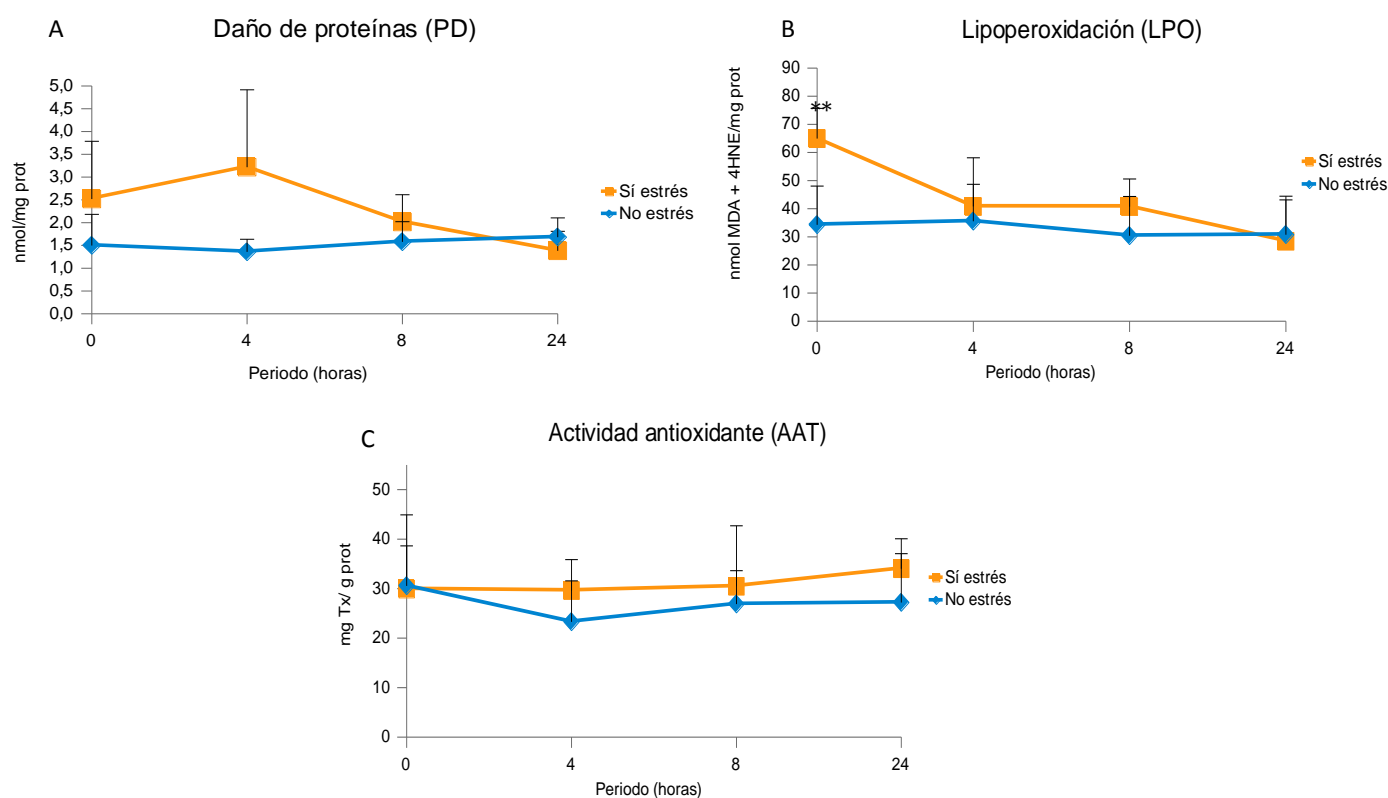 A
Daño de proteínas (PD)
5,0
4,5
4,0
3,5
3,0
2,5
2,0
1,5
1,0
0,5
0,0
nmol/mg prot
0 4 8 24
Periodo (horas)
Sí estrés
No estrés
B
Lipoperoxidación (LPO)
90
80
70
60
50
40
30
20
10
0
nmol MDA + 4HNE/mg prot
**
0 4 8 24
Periodo (horas)
Sí estrés
No estrés
C
Actividad antioxidante (AAT)
50
40
30
20
10
0
mg Tx/ g prot
0 4 8 24
Periodo (horas)
Sí estrés
No estrés